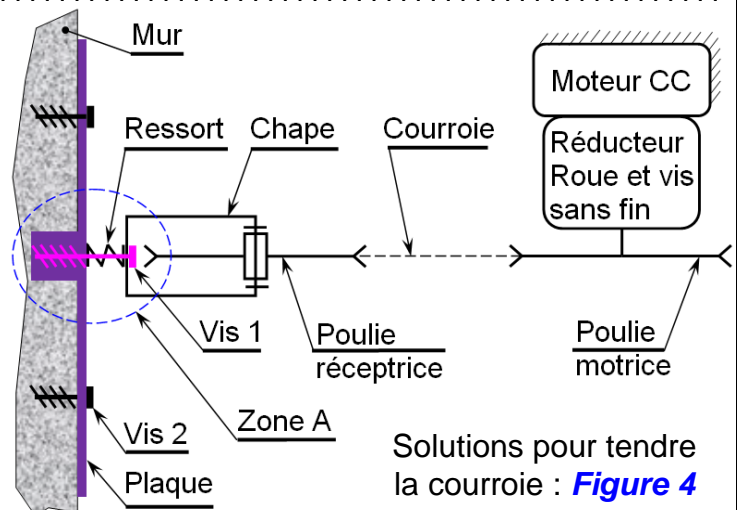 Mur
Moteur CC
Ressort
Chape
Courroie
Réducteur
Roue et vis
sans fin
Vis 1
Poulie
réceptrice
Poulie
motrice
Vis 2
Zone A
Plaque
Solutions pour tendre
la courroie : Figure 4